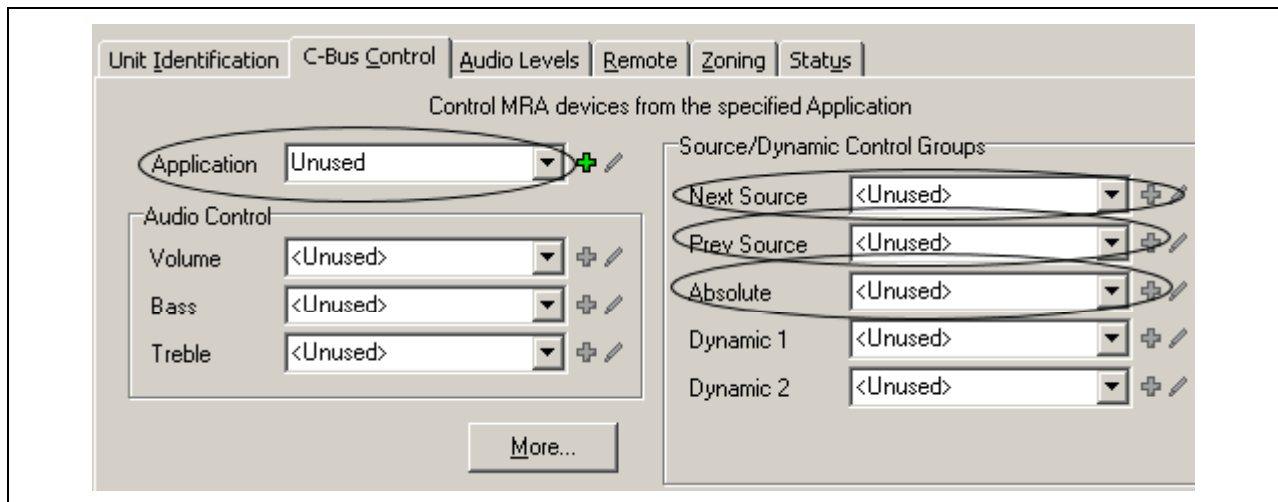 Unit Identification C-Bus Control Audio Levels Remote Zoning Status
Control MRA devices from the specified Application
Application Unused
Audio Control
Volume <Unused>
Bass <Unused>
Treble <Unused>
More...
Source/Dynamic Control Groups
Next Source <Unused>
Prev Source <Unused>
Absolute <Unused>
Dynamic 1 <Unused>
Dynamic 2 <Unused>